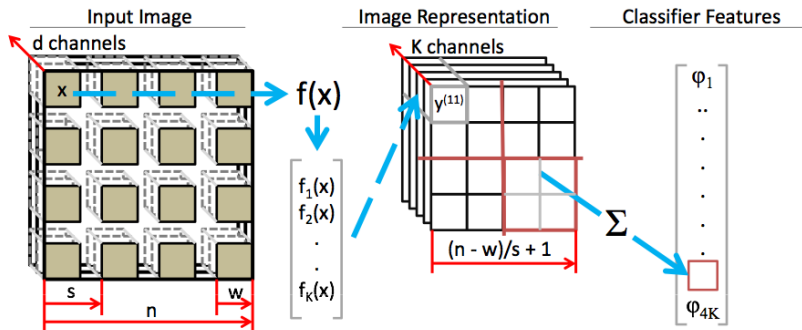 Input Image
Image Representation
Classifier Features
d channels
K channels
x
f(x)
y(11)
f1(x)
f2(x)
.
.
fK(x)
(n - w)/s + 1
Σ
φ1
..
.
.
.
.
.
φ4K
s
w
n